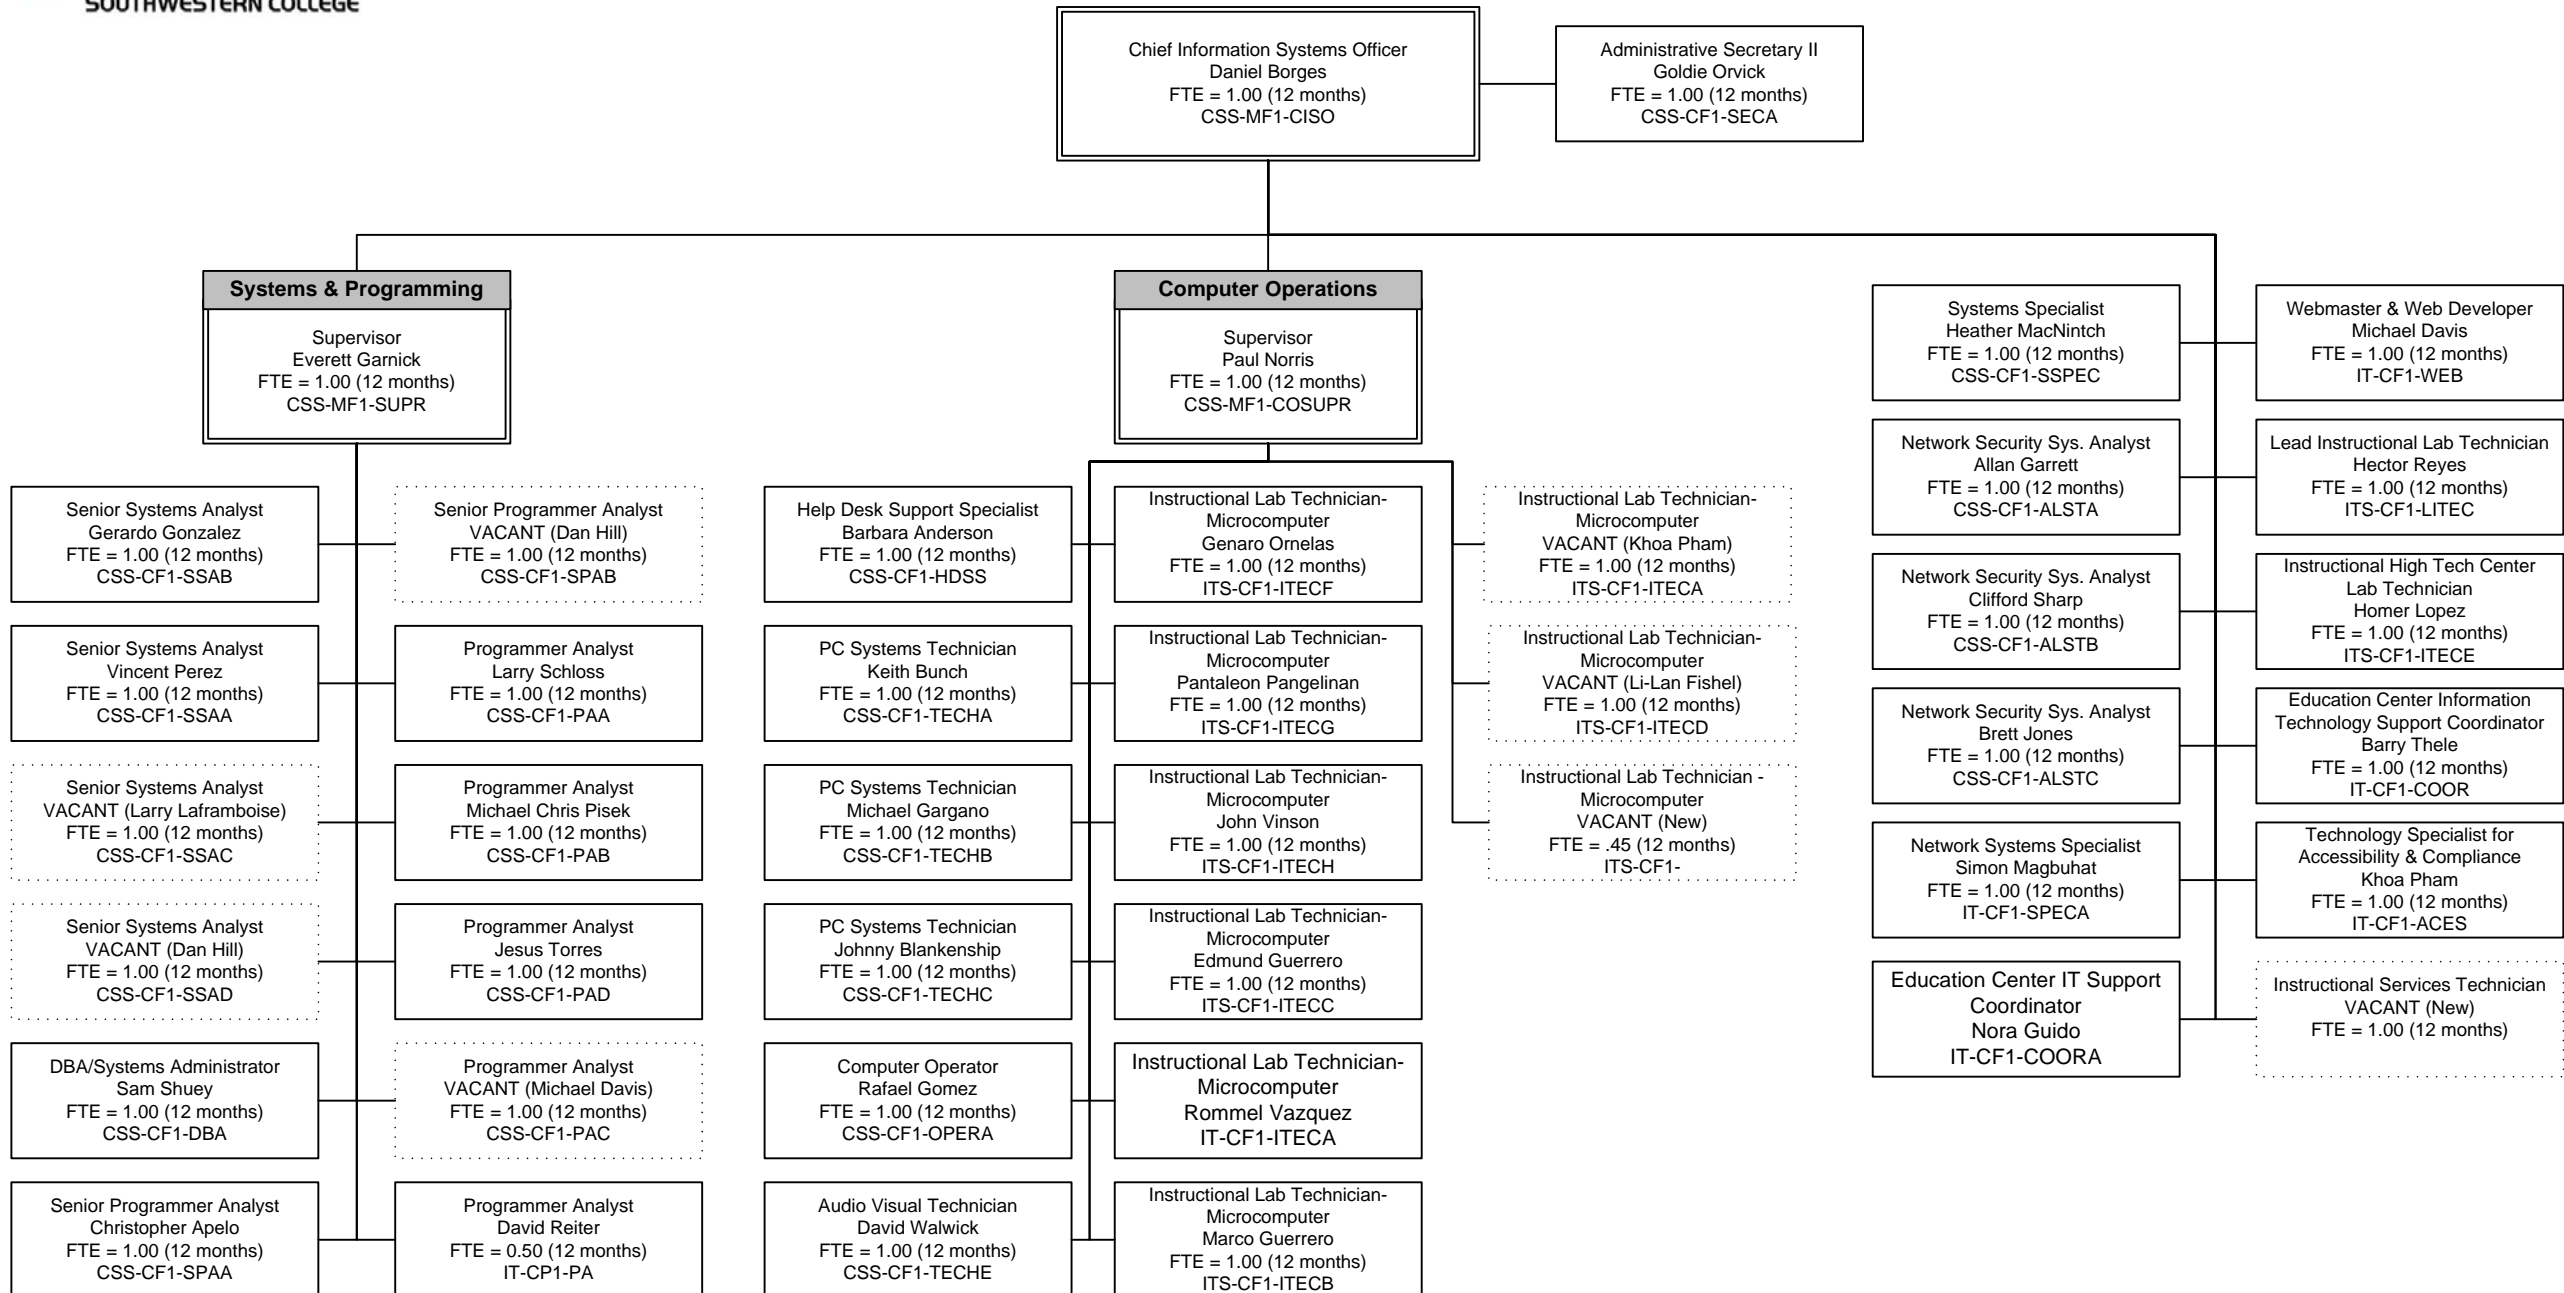 SOUTHWESTERN COLLEGE
Chief Information Systems Officer
Daniel Borges
FTE = 1.00 (12 months)
CSS-MF1-CISO
Administrative Secretary II
Goldie Orvick
FTE = 1.00 (12 months)
CSS-CF1-SECA
Systems & Programming
Supervisor
Everett Garnick
FTE = 1.00 (12 months)
CSS-MF1-SUPR
Senior Systems Analyst
Gerardo Gonzalez
FTE = 1.00 (12 months)
CSS-CF1-SSAB
Senior Programmer Analyst
VACANT (Dan Hill)
FTE = 1.00 (12 months)
CSS-CF1-SPAB
Senior Systems Analyst
Vincent Perez
FTE = 1.00 (12 months)
CSS-CF1-SSAA
Programmer Analyst
Larry Schloss
FTE = 1.00 (12 months)
CSS-CF1-PAA
Senior Systems Analyst
VACANT (Larry Laframboise)
FTE = 1.00 (12 months)
CSS-CF1-SSAC
Programmer Analyst
Michael Chris Pisek
FTE = 1.00 (12 months)
CSS-CF1-PAB
Senior Systems Analyst
VACANT (Dan Hill)
FTE = 1.00 (12 months)
CSS-CF1-SSAD
Programmer Analyst
Jesus Torres
FTE = 1.00 (12 months)
CSS-CF1-PAD
DBA/Systems Administrator
Sam Shuey
FTE = 1.00 (12 months)
CSS-CF1-DBA
Programmer Analyst
VACANT (Michael Davis)
FTE = 1.00 (12 months)
CSS-CF1-PAC
Senior Programmer Analyst
Christopher Apelo
FTE = 1.00 (12 months)
CSS-CF1-SPAA
Programmer Analyst
David Reiter
FTE = 0.50 (12 months)
IT-CP1-PA
Computer Operations
Supervisor
Paul Norris
FTE = 1.00 (12 months)
CSS-MF1-COSUPR
Help Desk Support Specialist
Barbara Anderson
FTE = 1.00 (12 months)
CSS-CF1-HDSS
Instructional Lab Technician-
Microcomputer
Genaro Ornelas
FTE = 1.00 (12 months)
ITS-CF1-ITECF
Instructional Lab Technician-
Microcomputer
VACANT (Khoa Pham)
FTE = 1.00 (12 months)
ITS-CF1-ITECA
PC Systems Technician
Keith Bunch
FTE = 1.00 (12 months)
CSS-CF1-TECHA
Instructional Lab Technician-
Microcomputer
Pantaleon Pangelinan
FTE = 1.00 (12 months)
ITS-CF1-ITECG
Instructional Lab Technician-
Microcomputer
VACANT (Li-Lan Fishel)
FTE = 1.00 (12 months)
ITS-CF1-ITECD
PC Systems Technician
Michael Gargano
FTE = 1.00 (12 months)
CSS-CF1-TECHB
Instructional Lab Technician-
Microcomputer
John Vinson
FTE = 1.00 (12 months)
ITS-CF1-ITECH
Instructional Lab Technician -
Microcomputer
VACANT (New)
FTE = .45 (12 months)
ITS-CF1-
PC Systems Technician
Johnny Blankenship
FTE = 1.00 (12 months)
CSS-CF1-TECHC
Instructional Lab Technician-
Microcomputer
Edmund Guerrero
FTE = 1.00 (12 months)
ITS-CF1-ITECC
Computer Operator
Rafael Gomez
FTE = 1.00 (12 months)
CSS-CF1-OPERA
Instructional Lab Technician-
Microcomputer
Rommel Vazquez
IT-CF1-ITECA
Audio Visual Technician
David Walwick
FTE = 1.00 (12 months)
CSS-CF1-TECHE
Instructional Lab Technician-
Microcomputer
Marco Guerrero
FTE = 1.00 (12 months)
ITS-CF1-ITECB
Systems Specialist
Heather MacNintch
FTE = 1.00 (12 months)
CSS-CF1-SSPEC
Webmaster & Web Developer
Michael Davis
FTE = 1.00 (12 months)
IT-CF1-WEB
Network Security Sys. Analyst
Allan Garrett
FTE = 1.00 (12 months)
CSS-CF1-ALSTA
Lead Instructional Lab Technician
Hector Reyes
FTE = 1.00 (12 months)
ITS-CF1-LITEC
Network Security Sys. Analyst
Clifford Sharp
FTE = 1.00 (12 months)
CSS-CF1-ALSTB
Instructional High Tech Center
Lab Technician
Homer Lopez
FTE = 1.00 (12 months)
ITS-CF1-ITECE
Network Security Sys. Analyst
Brett Jones
FTE = 1.00 (12 months)
CSS-CF1-ALSTC
Education Center Information
Technology Support Coordinator
Barry Thele
FTE = 1.00 (12 months)
IT-CF1-COOR
Network Systems Specialist
Simon Magbuhat
FTE = 1.00 (12 months)
IT-CF1-SPECA
Technology Specialist for
Accessibility & Compliance
Khoa Pham
FTE = 1.00 (12 months)
IT-CF1-ACES
Education Center IT Support
Coordinator
Nora Guido
IT-CF1-COORA
Instructional Services Technician
VACANT (New)
FTE = 1.00 (12 months)